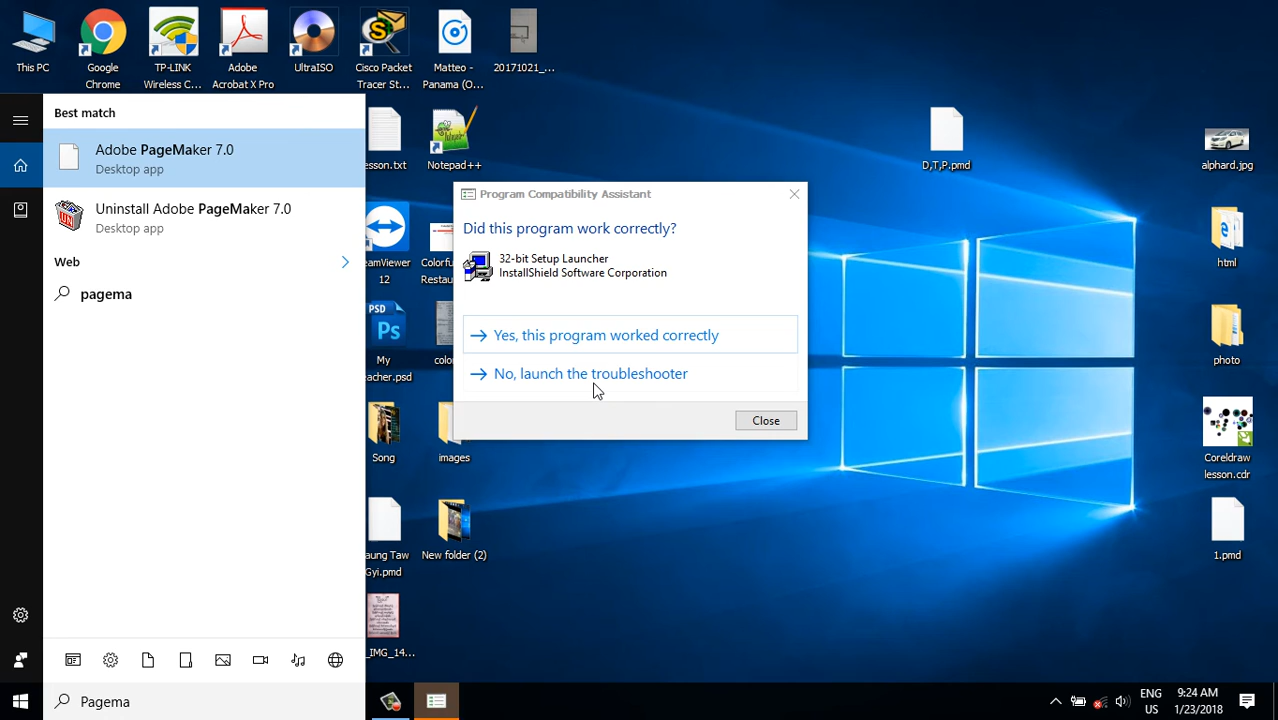 This PC
Google
Chrome
TP-LINK
Wireless C...
Adobe
Acrobat X Pro
UltraISO
Cisco Packet
Tracer St...
Matteo -
Panama (O...
20171021_...
Best match
Adobe PageMaker 7.0
Desktop app
Uninstall Adobe PageMaker 7.0
Desktop app
Web
pagema
Pagema
esson.txt
Notepad++
eamViewer
12
Colorfu
Restau
PSD
Ps
My
eacher.psd
colo
Song
images
aung Taw
Gyi.pmd
New folder (2)
_IMG_14...
Program Compatibility Assistant
Did this program work correctly?
32-bit Setup Launcher
InstallShield Software Corporation
Yes, this program worked correctly
No, launch the troubleshooter
Close
D,T,P.pmd
alphard.jpg
html
photo
Coreldraw
lesson.cdr
1.pmd
ENG
US
9:24 AM
1/23/2018